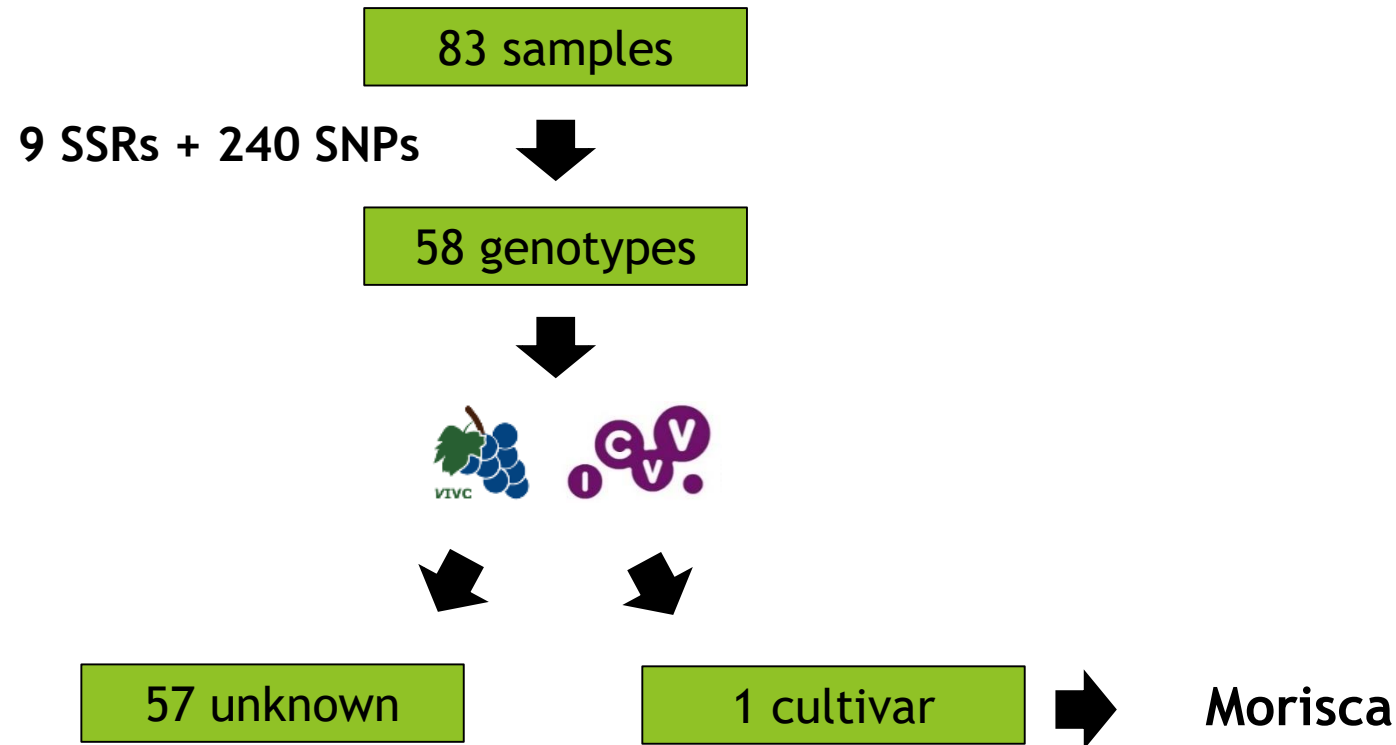 83 samples
9 SSRs + 240 SNPs
58 genotypes
VIVC
ICVV
57 unknown
1 cultivar
Morisca